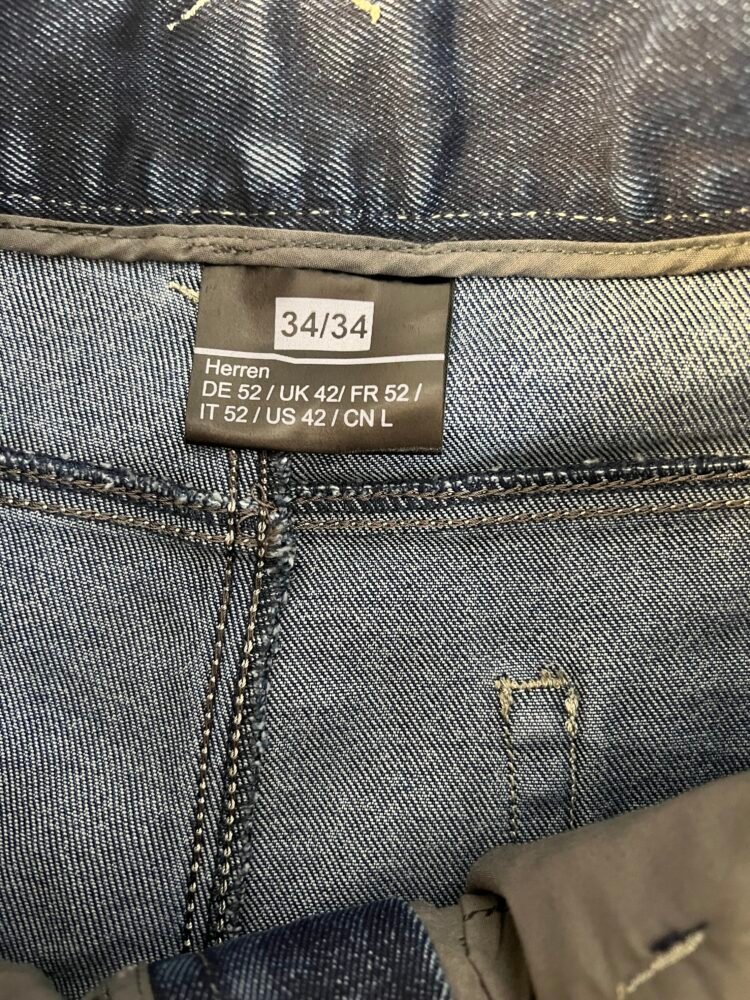 34/34
Herren
DE 52 / UK 42/ FR 52 /
IT 52 / US 42 / CN L